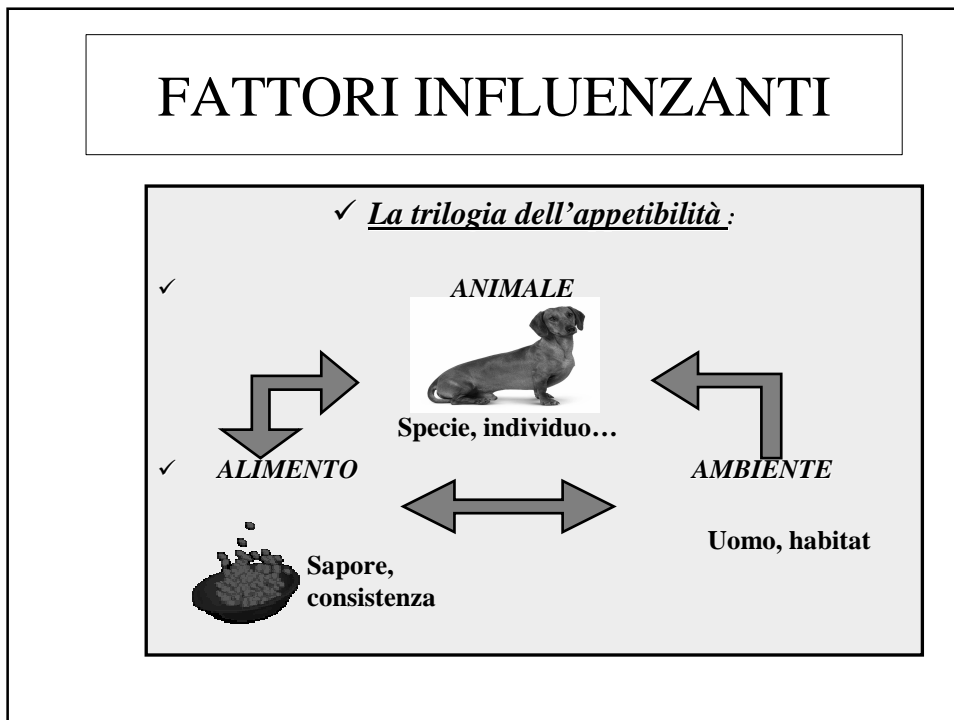 FATTORI INFLUENZANTI
✓ La trilogia dell’appetibilità :
✓ ANIMALE
Specie, individuo…
✓ ALIMENTO AMBIENTE
Uomo, habitat
Sapore,
consistenza